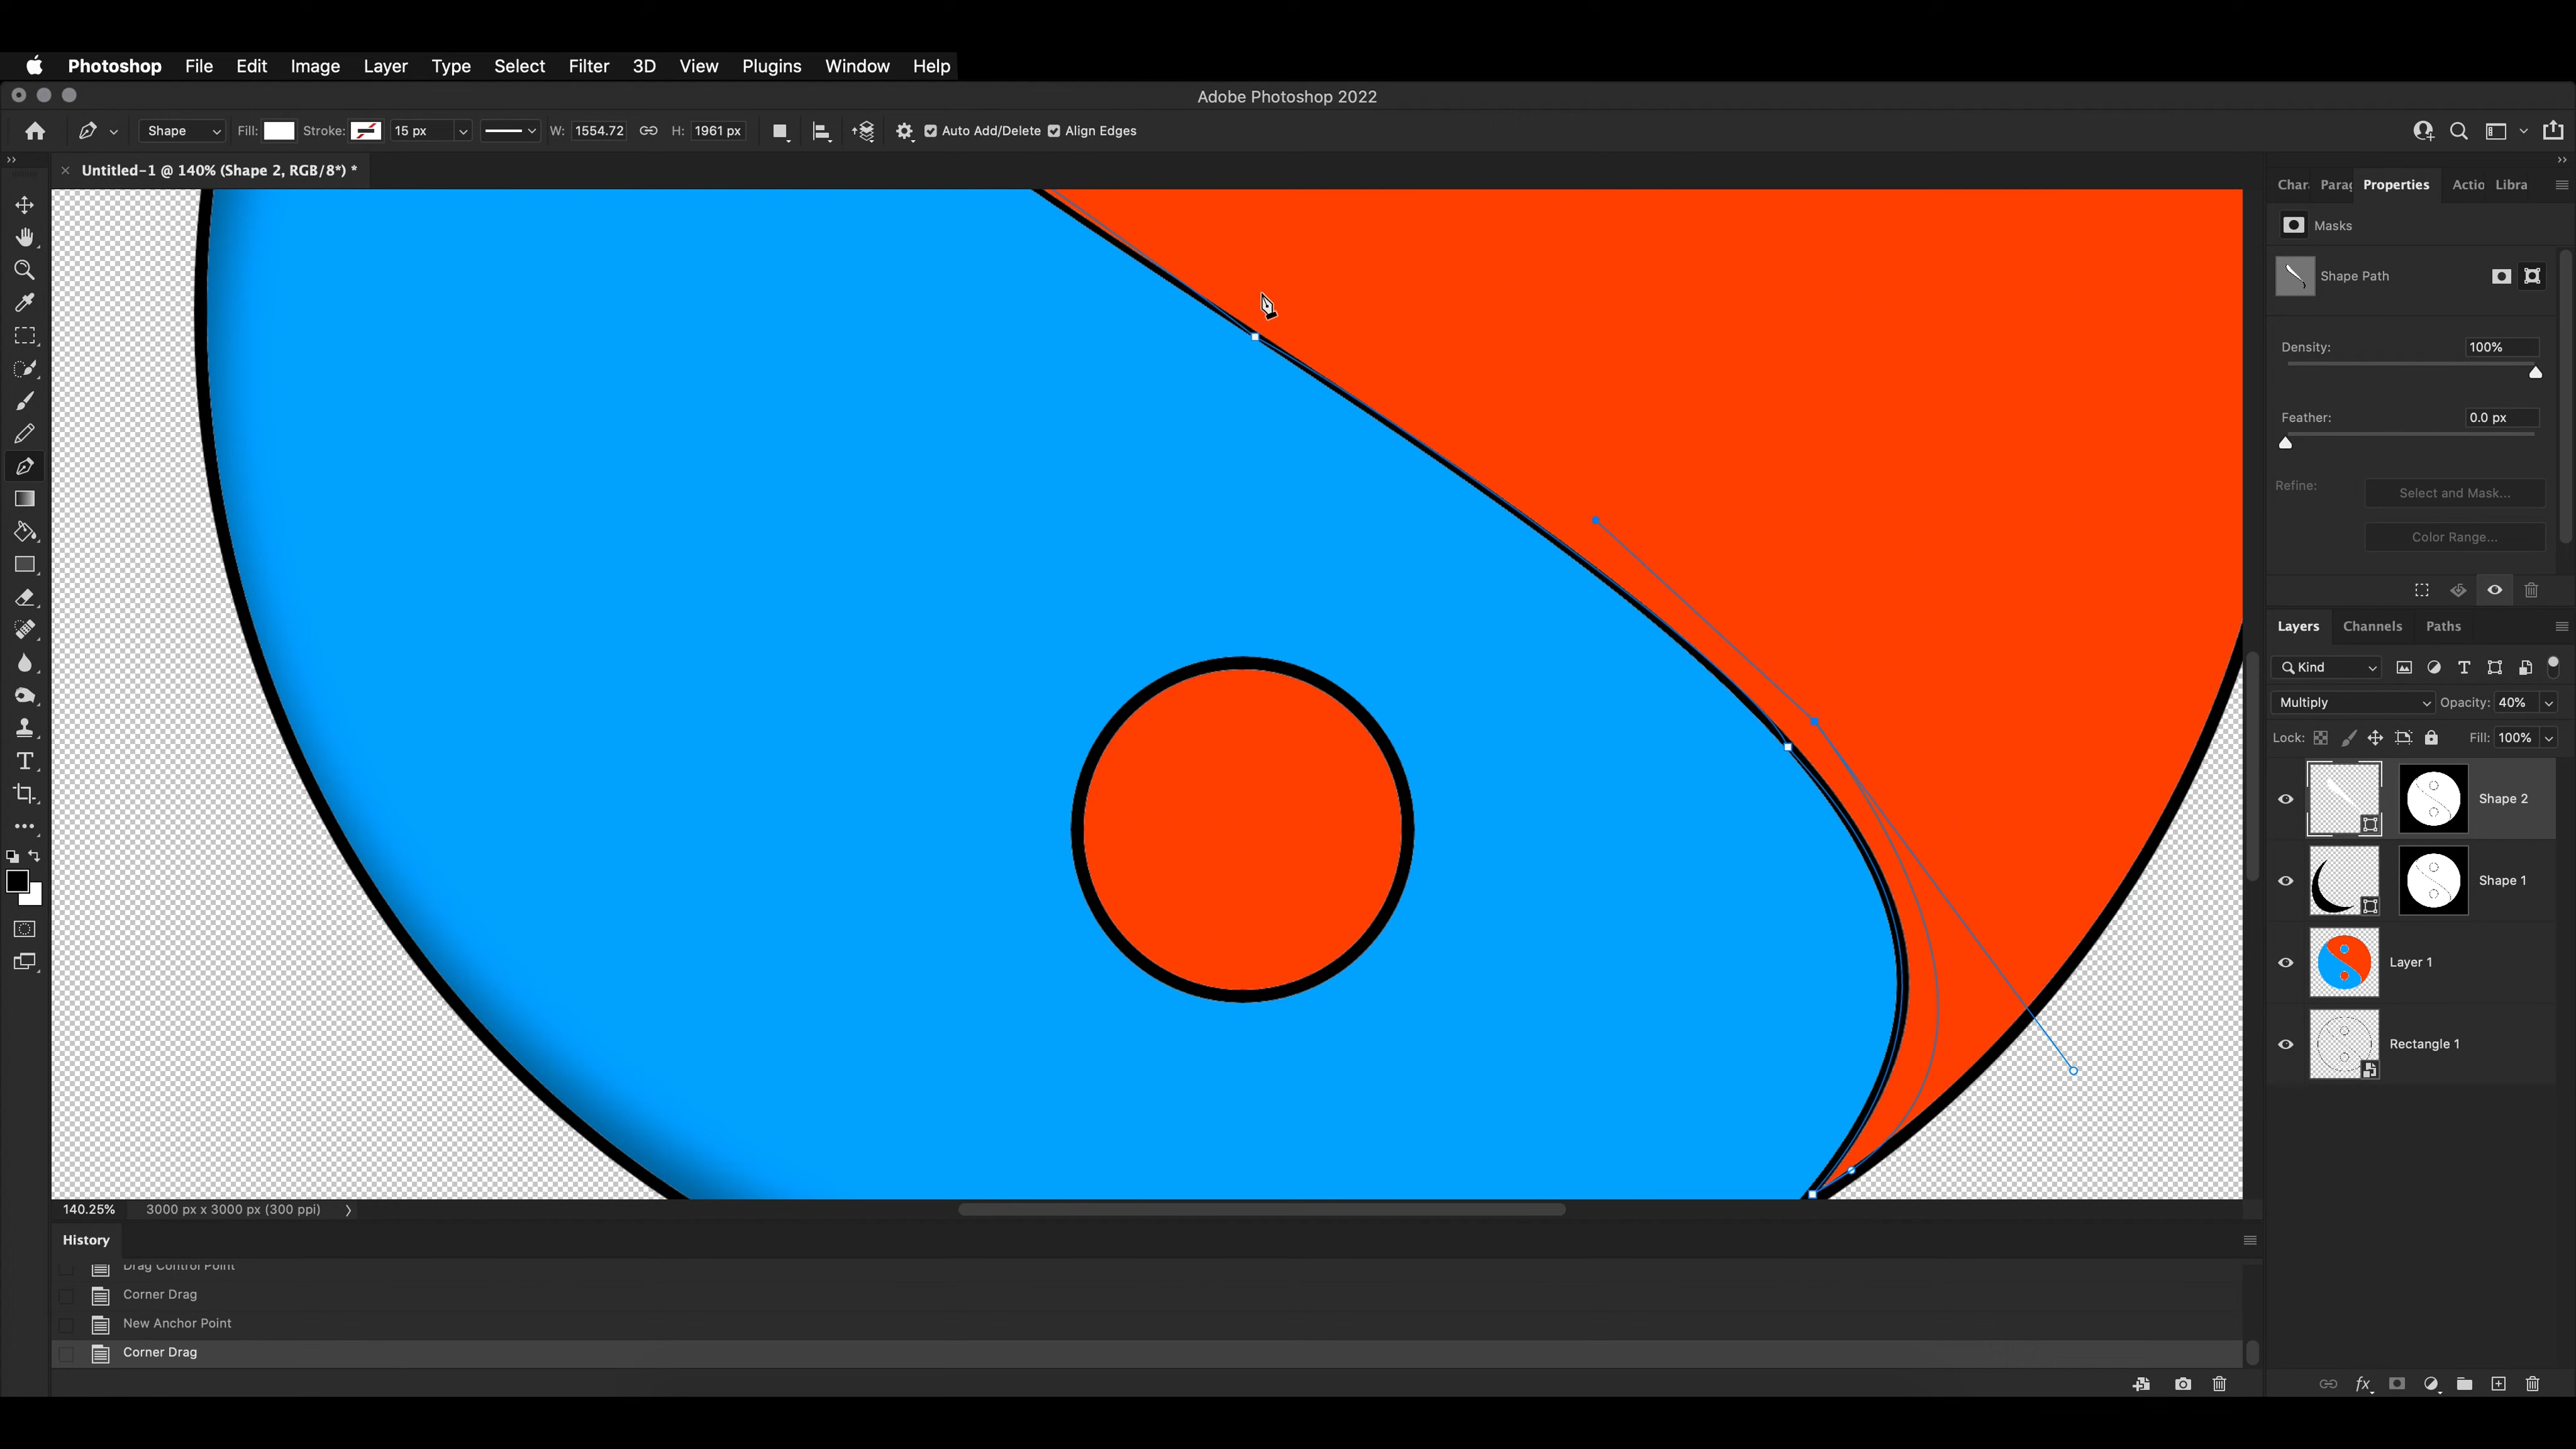 Photoshop File Edit Image Layer Type Select Filter 3D View Plugins Window Help
Adobe Photoshop 2022
Shape Fill: Stroke: 15 px W: 1554.72 H: 1961 px Auto Add/Delete Align Edges
Untitled-1 @ 140% (Shape 2, RGB/8*) *
Char Parag Properties Actio Libra
Masks
Shape Path
Density: 100%
Feather: 0.0 px
Refine: Select and Mask...
Color Range...
Layers Channels Paths
Kind
Multiply Opacity: 40%
Lock: Fill: 100%
Shape 2
Shape 1
Layer 1
Rectangle 1
140.25% 3000 px x 3000 px (300 ppi)
History
Drag Control Point
Corner Drag
New Anchor Point
Corner Drag